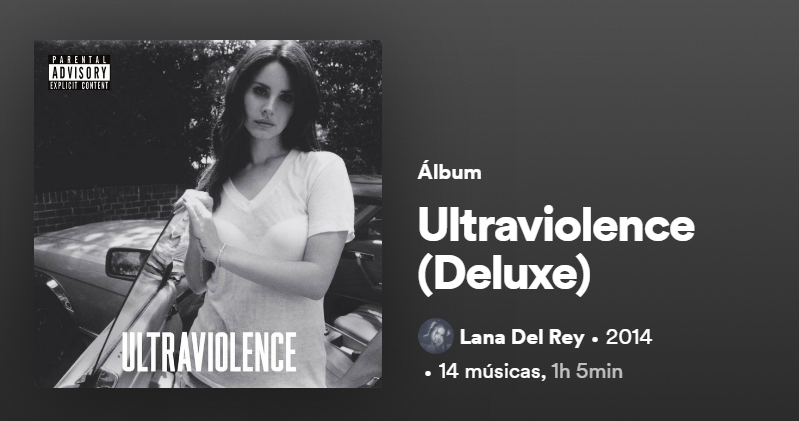 PARENTAL
ADVISORY
EXPLICIT CONTENT
ULTRAVIOLENCE
Álbum
Ultraviolence
(Deluxe)
Lana Del Rey • 2014
• 14 músicas, 1h 5min